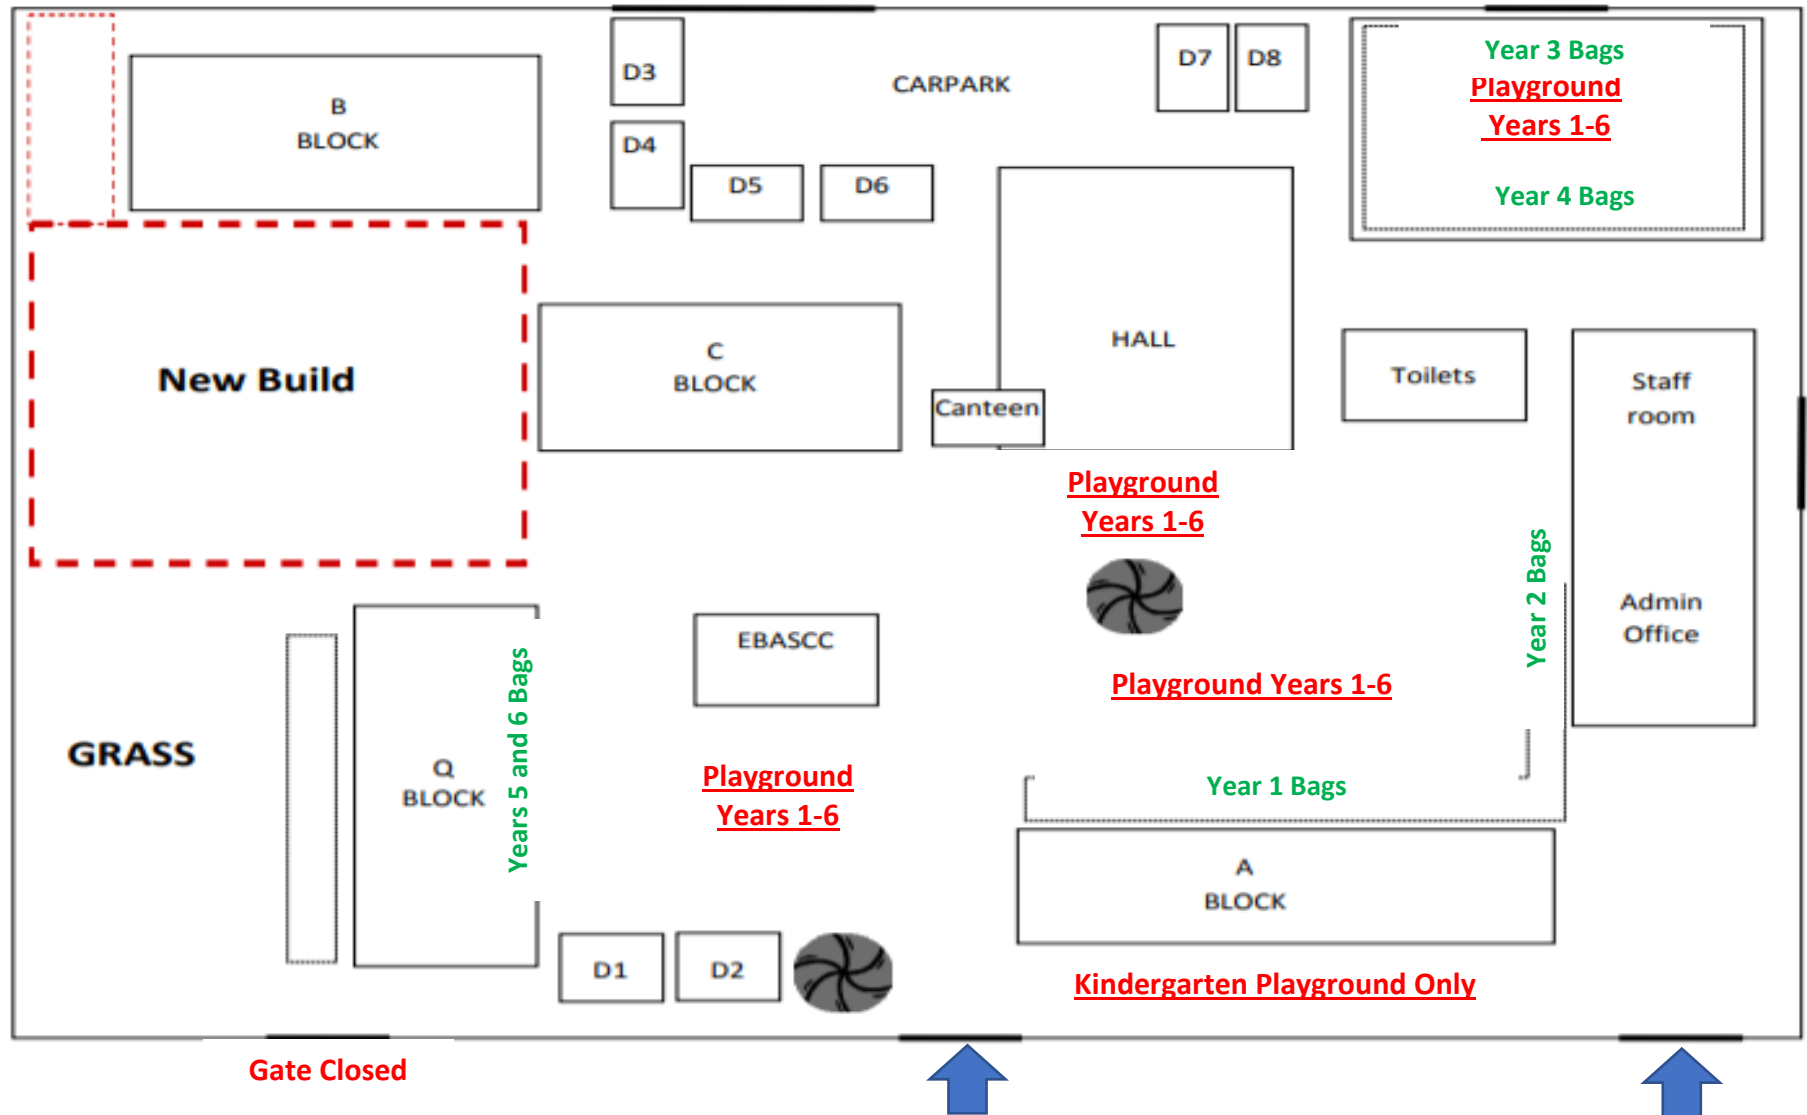 Year 3 Bags
Playground
Years 1-6
Year 4 Bags
D3
D4
D5
D6
CARPARK
D7
D8
B
BLOCK
New Build
C
BLOCK
HALL
Canteen
Toilets
Staff
room
Admin
Office
Playground
Years 1-6
Year 2 Bags
Playground Years 1-6
EBASCC
GRASS
Q
BLOCK
Years 5 and 6 Bags
Playground
Years 1-6
Year 1 Bags
A
BLOCK
D1
D2
Kindergarten Playground Only
Gate Closed